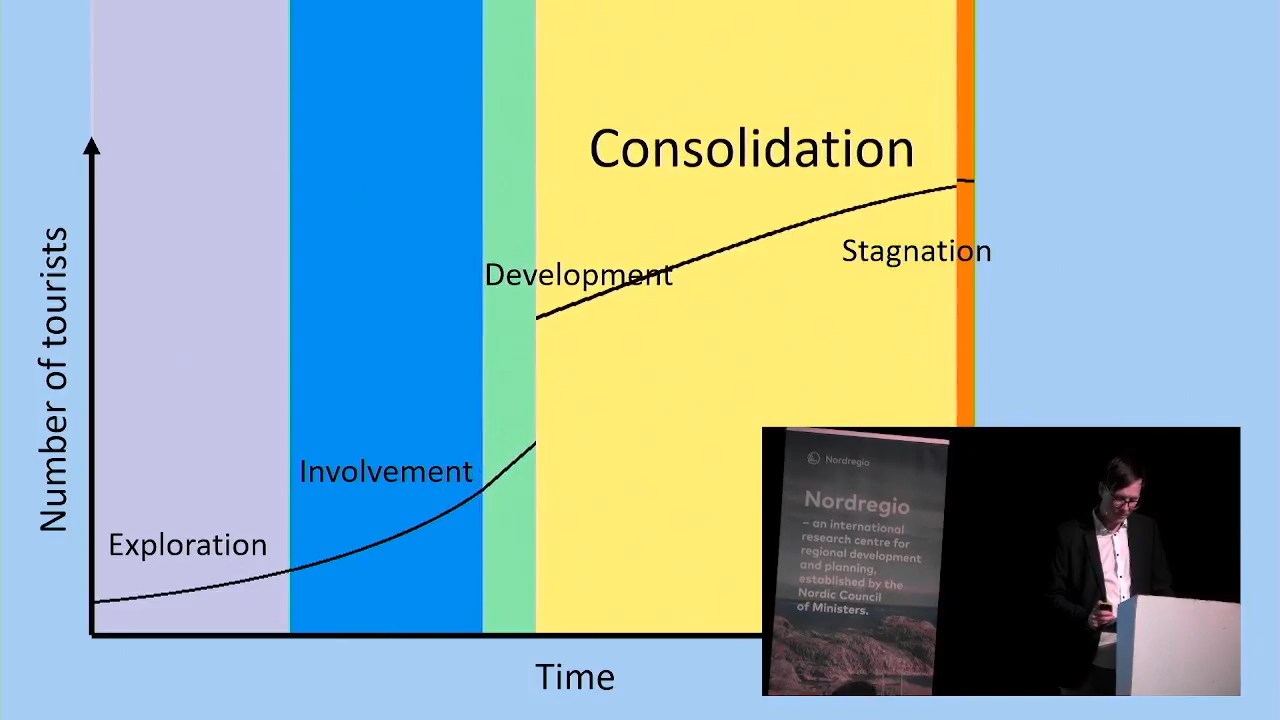 Consolidation
Stagnation
Development
Involvement
Exploration
Number of tourists
Time
Nordregio
Nordregio
– an international
research centre for
regional development
and planning,
established by the
Nordic Council
of Ministers.